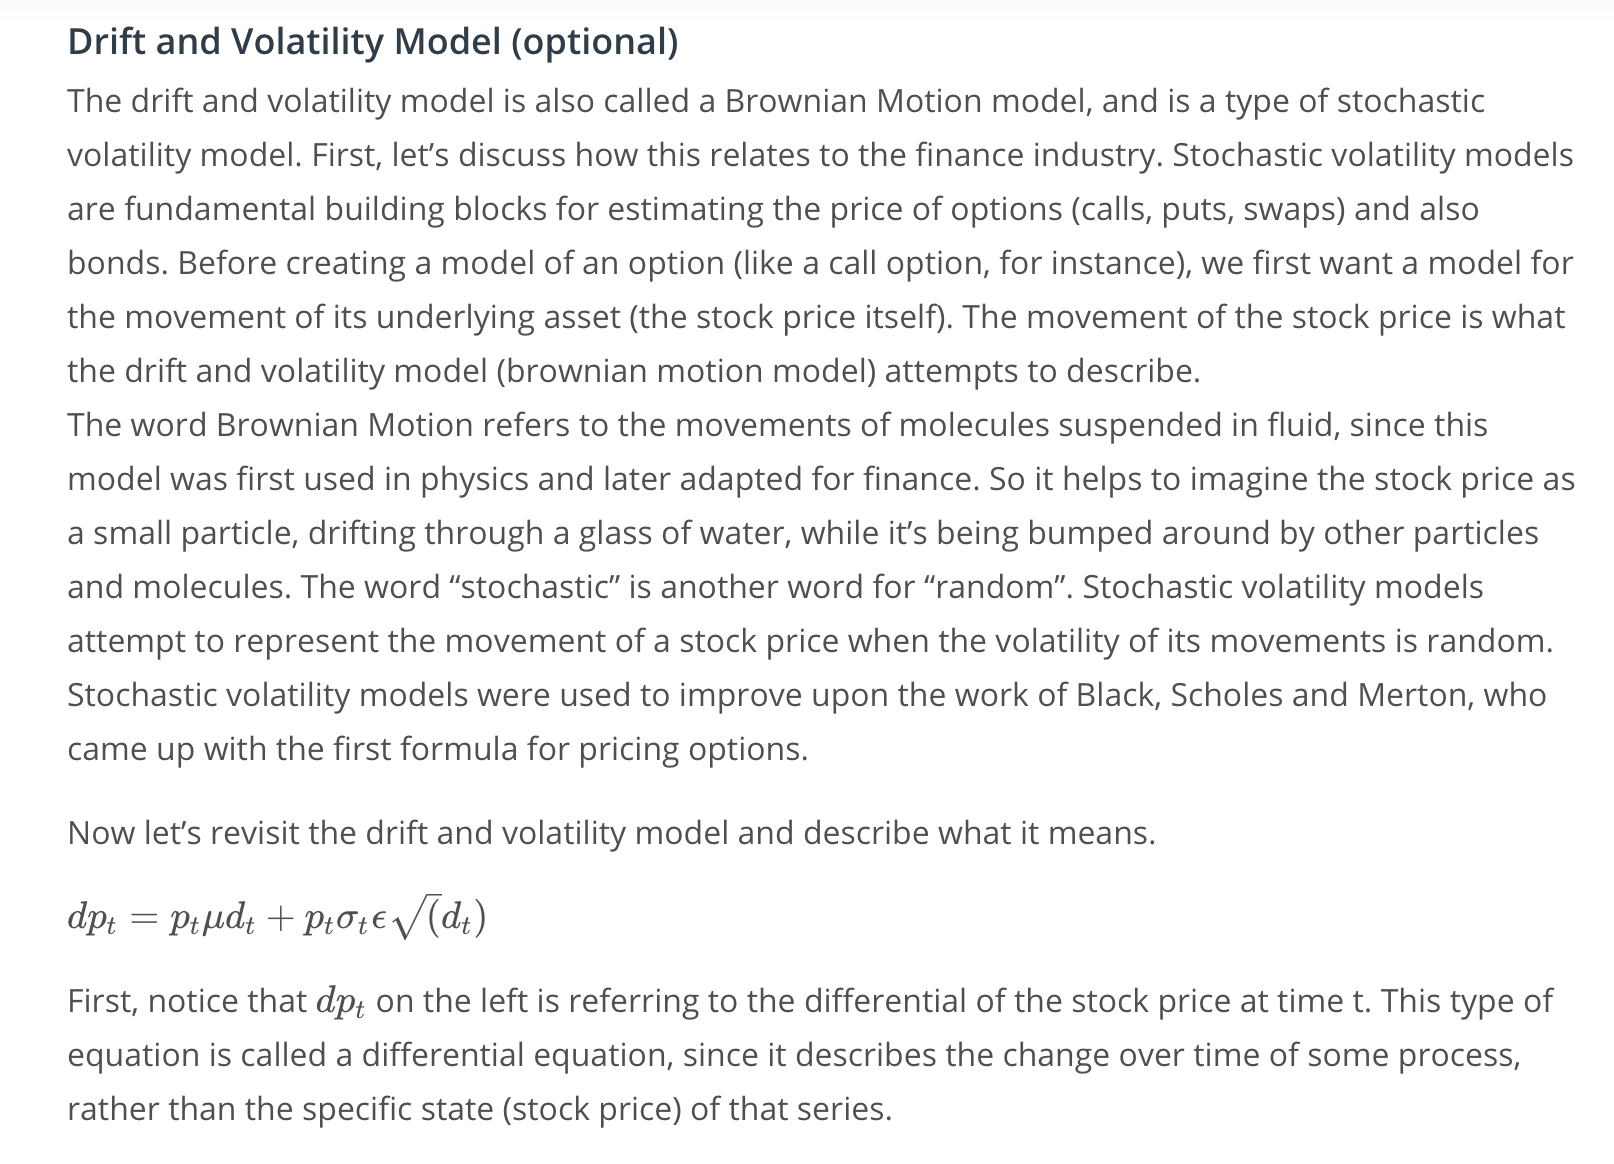 Drift and Volatility Model (optional)
The drift and volatility model is also called a Brownian Motion model, and is a type of stochastic
volatility model. First, let’s discuss how this relates to the finance industry. Stochastic volatility models
are fundamental building blocks for estimating the price of options (calls, puts, swaps) and also
bonds. Before creating a model of an option (like a call option, for instance), we first want a model for
the movement of its underlying asset (the stock price itself). The movement of the stock price is what
the drift and volatility model (brownian motion model) attempts to describe.
The word Brownian Motion refers to the movements of molecules suspended in fluid, since this
model was first used in physics and later adapted for finance. So it helps to imagine the stock price as
a small particle, drifting through a glass of water, while it’s being bumped around by other particles
and molecules. The word “stochastic” is another word for “random”. Stochastic volatility models
attempt to represent the movement of a stock price when the volatility of its movements is random.
Stochastic volatility models were used to improve upon the work of Black, Scholes and Merton, who
came up with the first formula for pricing options.
Now let’s revisit the drift and volatility model and describe what it means.
$dp_t = p_t \mu d_t + p_t \sigma_t \epsilon \sqrt(d_t)$
First, notice that $dp_t$ on the left is referring to the differential of the stock price at time t. This type of
equation is called a differential equation, since it describes the change over time of some process,
rather than the specific state (stock price) of that series.